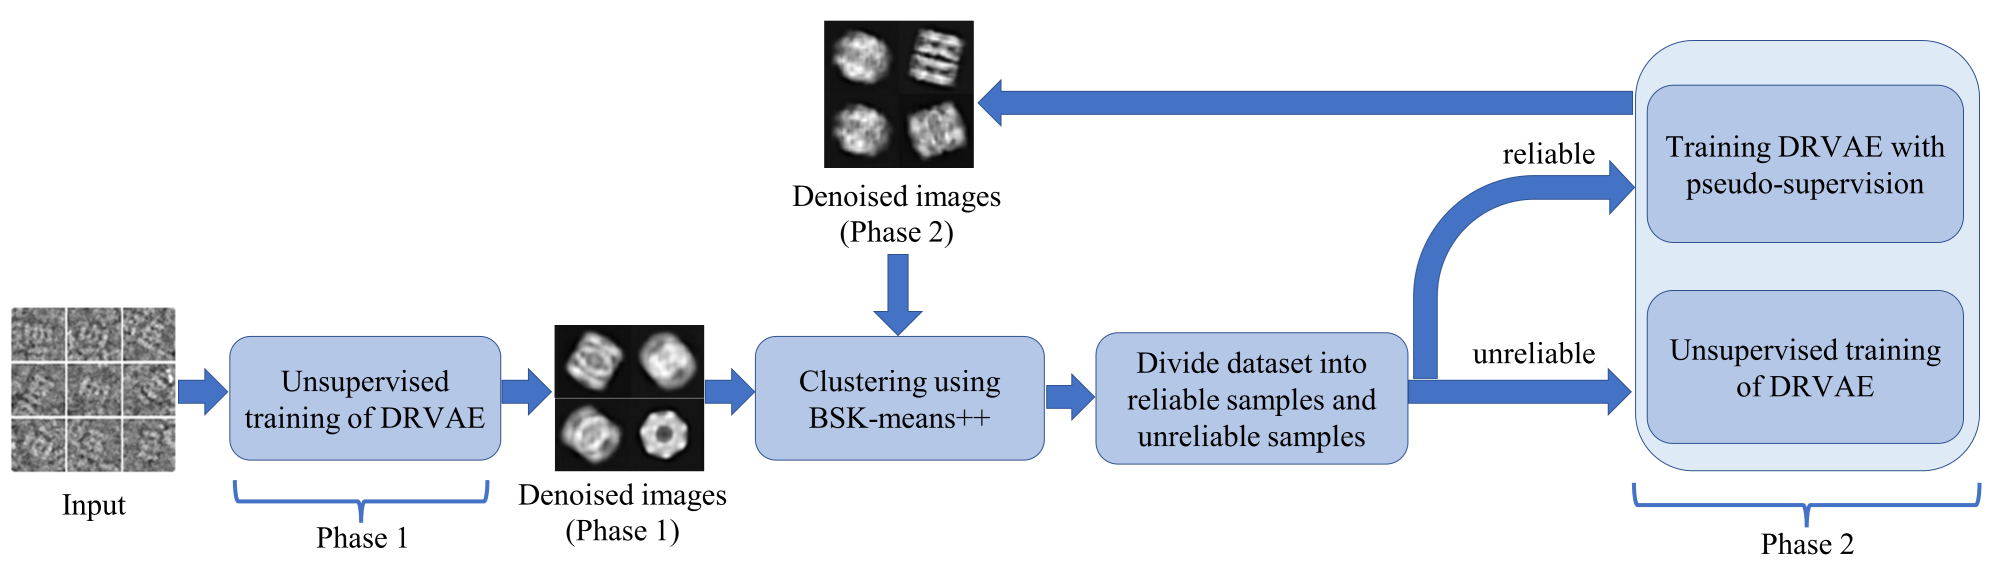 Input
Unsupervised
training of DRVAE
Phase 1
Denoised images
(Phase 1)
Denoised images
(Phase 2)
Clustering using
BSK-means++
Divide dataset into
reliable samples and
unreliable samples
reliable
unreliable
Training DRVAE with
pseudo-supervision
Unsupervised training
of DRVAE
Phase 2